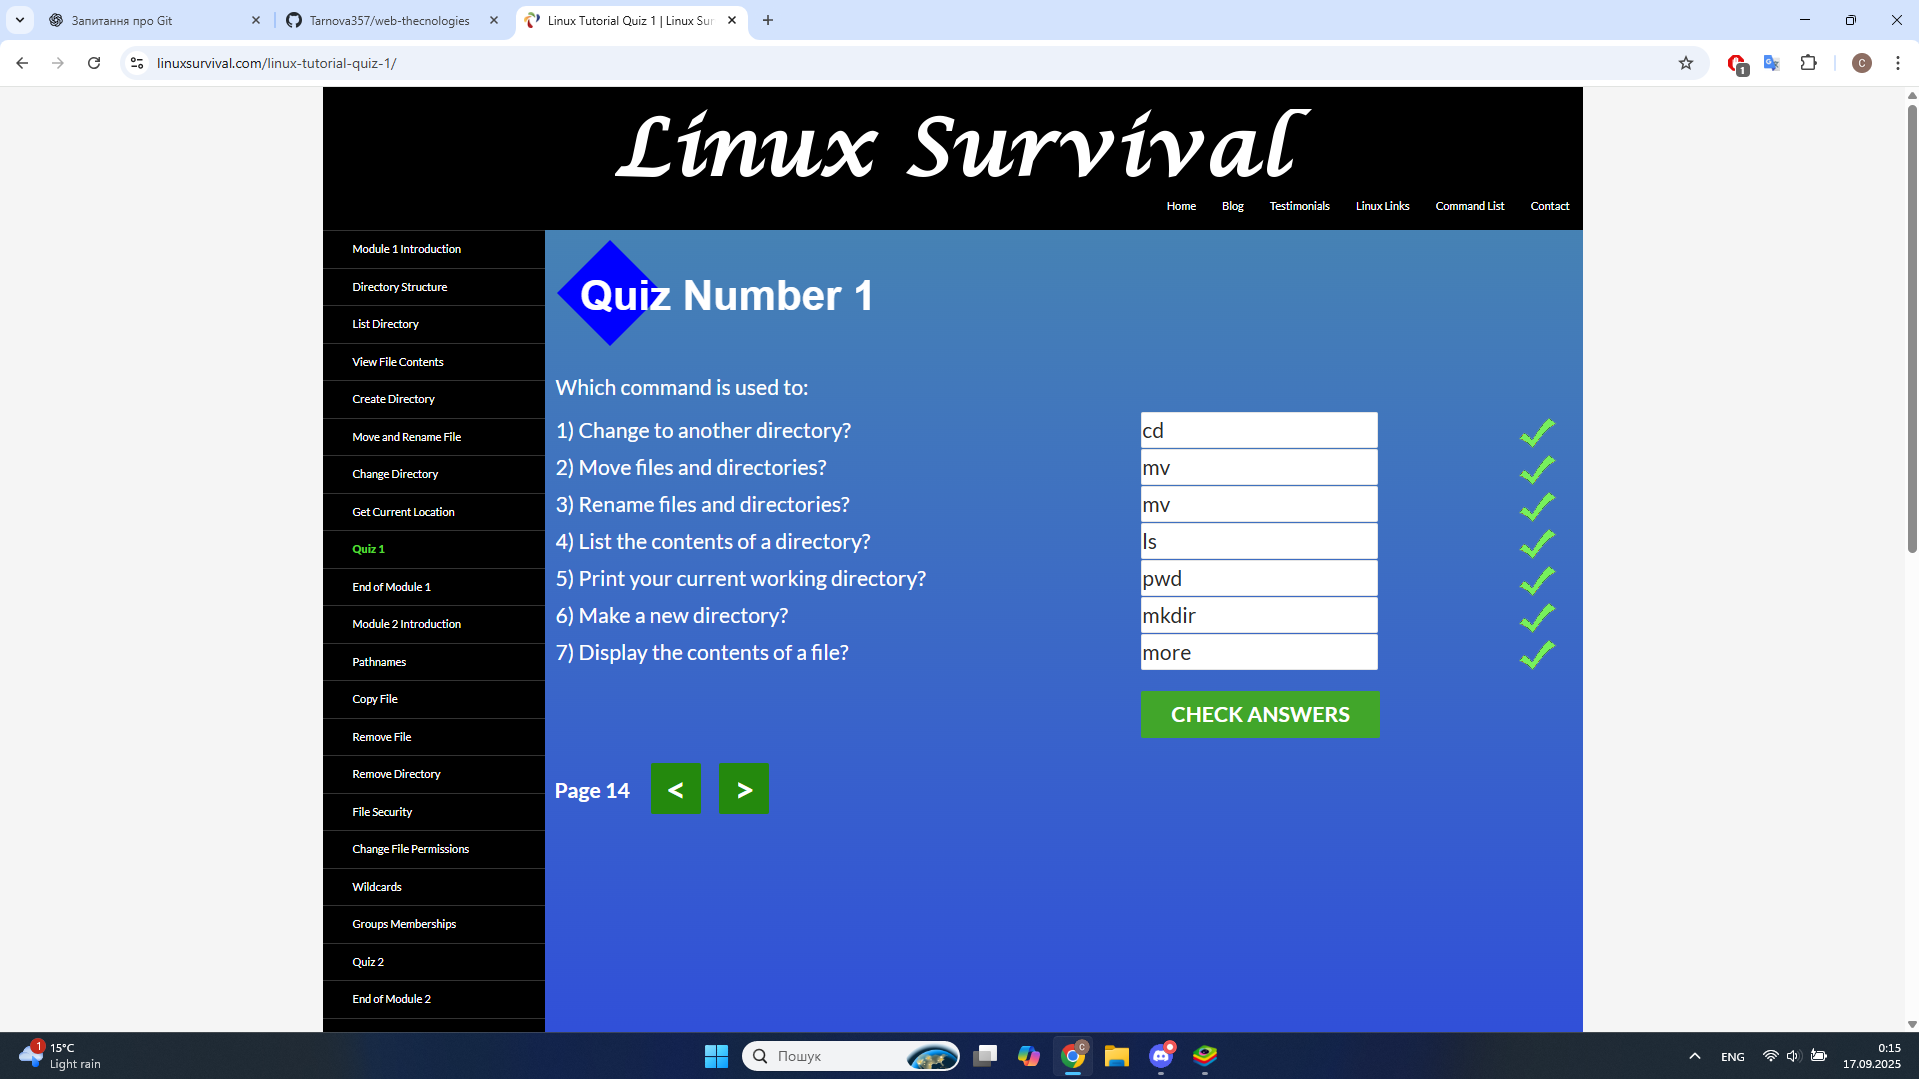 Запитання про Git
Tarnova357/web-thecnologies
Linux Tutorial Quiz 1 | Linux Sur
linuxsurvival.com/linux-tutorial-quiz-1/
1
C
Linux Survival
Home Blog Testimonials Linux Links Command List Contact
Module 1 Introduction
Directory Structure
List Directory
View File Contents
Create Directory
Move and Rename File
Change Directory
Get Current Location
Quiz 1
End of Module 1
Module 2 Introduction
Pathnames
Copy File
Remove File
Remove Directory
File Security
Change File Permissions
Wildcards
Groups Memberships
Quiz 2
End of Module 2
Quiz Number 1
Which command is used to:
1) Change to another directory? cd
2) Move files and directories? mv
3) Rename files and directories? mv
4) List the contents of a directory? ls
5) Print your current working directory? pwd
6) Make a new directory? mkdir
7) Display the contents of a file? more
CHECK ANSWERS
Page 14 < >
1
15°C
Light rain
Пошук
C
ENG
0:15
17.09.2025